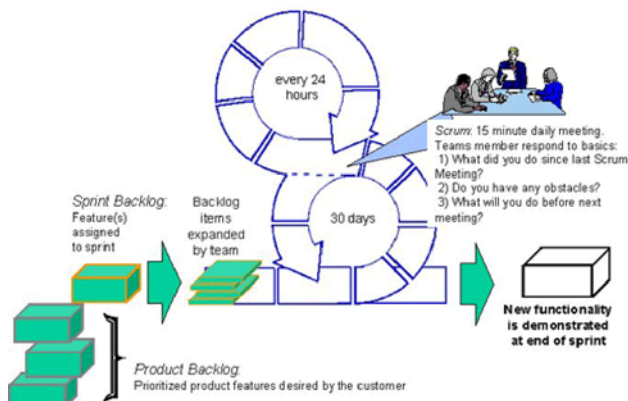 every 24
hours
Scrum: 15 minute daily meeting.
Teams member respond to basics:
1) What did you do since last Scrum
Meeting?
2) Do you have any obstacles?
3) What will you do before next
meeting?
Sprint Backlog:
Feature(s)
assigned
to sprint
Backlog
items
expanded
by team
30 days
New functionality
is demonstrated
at end of sprint
Product Backlog:
Prioritized product features desired by the customer